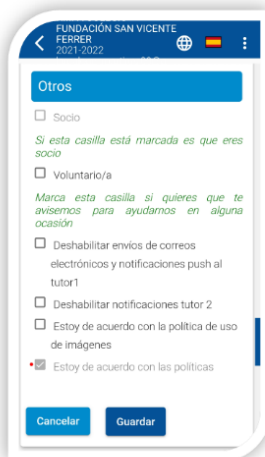 FUNDACIÓN SAN VICENTE
FERRER
2021-2022
Otros
Socio
Si esta casilla está marcada es que eres
socio
Voluntario/a
Marca esta casilla si quieres que te
avisemos para ayudarnos en alguna
ocasión
Deshabilitar envíos de correos
electrónicos y notificaciones push al
tutor1
Deshabilitar notificaciones tutor 2
Estoy de acuerdo con la política de uso
de imágenes
Estoy de acuerdo con las políticas
Cancelar
Guardar